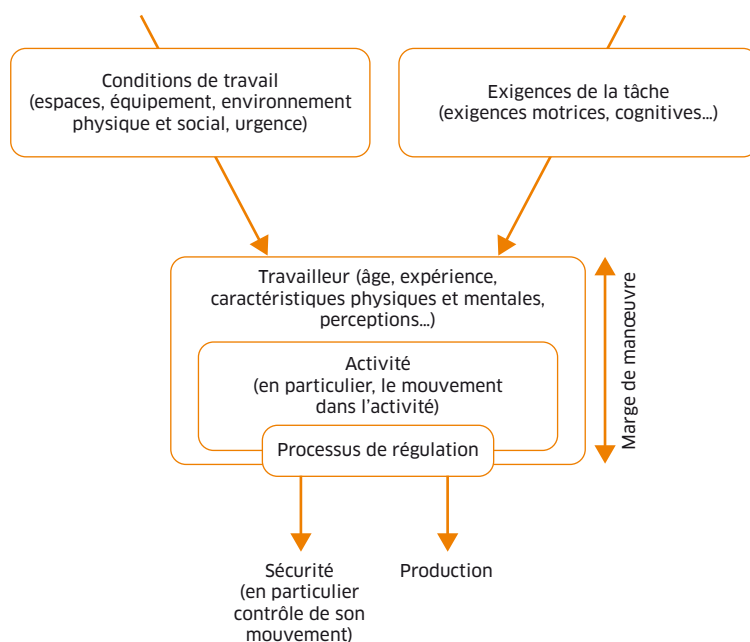 Conditions de travail
(espaces, équipement, environnement
physique et social, urgence)
Exigences de la tâche
(exigences motrices, cognitives…)
Travailleur (âge, expérience,
caractéristiques physiques et mentales,
perceptions…)
Activité
(en particulier, le mouvement
dans l’activité)
Processus de régulation
Marge de manœuvre
Sécurité
(en particulier
contrôle de son
mouvement)
Production